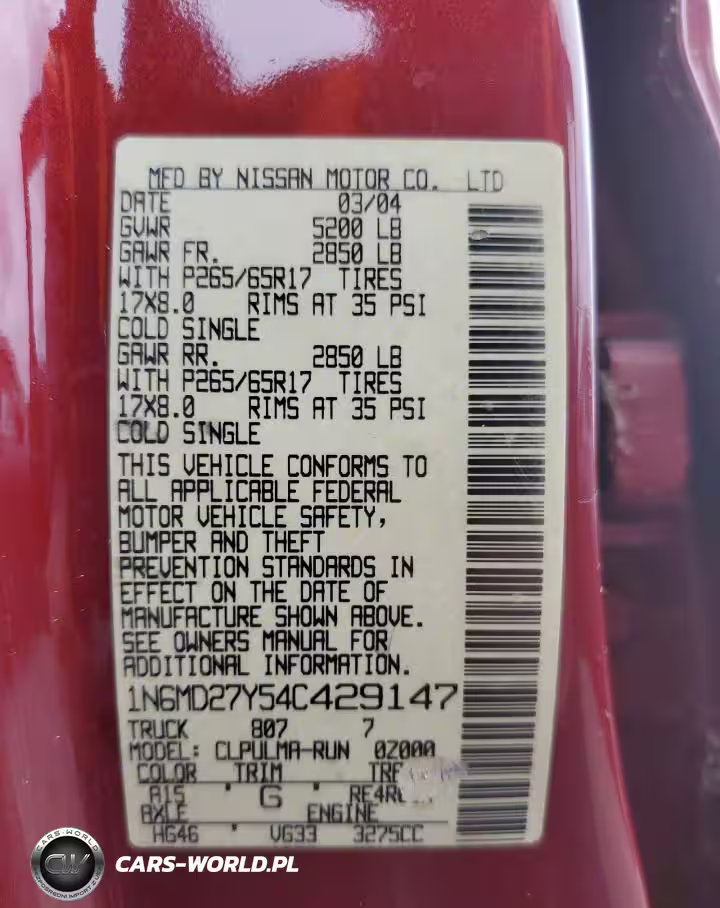 MFD BY NISSAN MOTOR CO. LTD
DATE 03/04
GVWR 5200 LB
GAWR FR. 2850 LB
WITH P265/65R17 TIRES
17X8.0 RIMS AT 35 PSI
COLD SINGLE
GAWR RR. 2850 LB
WITH P265/65R17 TIRES
17X8.0 RIMS AT 35 PSI
COLD SINGLE
THIS VEHICLE CONFORMS TO
ALL APPLICABLE FEDERAL
MOTOR VEHICLE SAFETY,
BUMPER AND THEFT
PREVENTION STANDARDS IN
EFFECT ON THE DATE OF
MANUFACTURE SHOWN ABOVE.
SEE OWNERS MANUAL FOR
ADDITIONAL INFORMATION.
1N6MD27Y54C429147
TRUCK 807 7
MODEL: CLPULMA-RUN 0Z000
COLOR TRIM
A15 G
AXLE ENGINE
HG46 VG33 3275CC
CARS-WORLD
CW
CARS-WORLD.PL